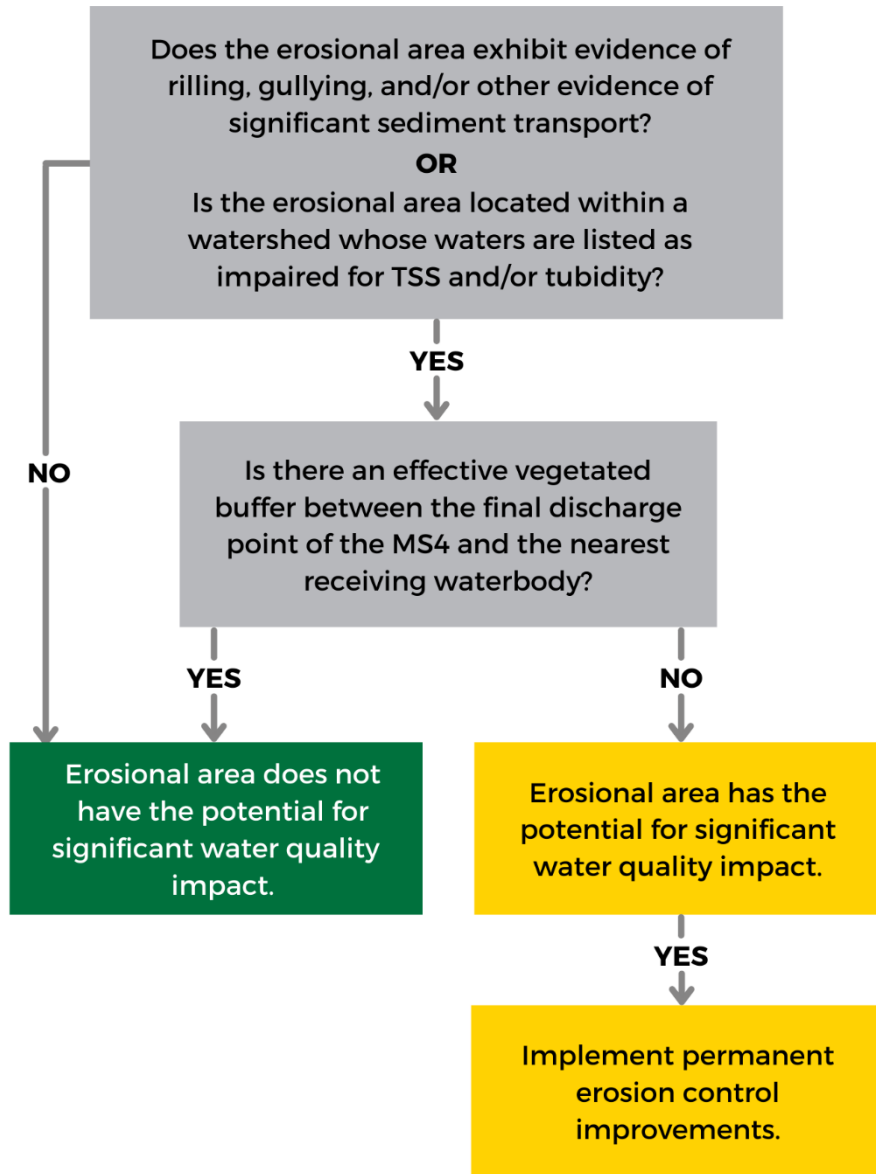 Does the erosional area exhibit evidence of
rilling, gullying, and/or other evidence of
significant sediment transport?
OR
Is the erosional area located within a
watershed whose waters are listed as
impaired for TSS and/or tubidity?
YES
NO
Is there an effective vegetated
buffer between the final discharge
point of the MS4 and the nearest
receiving waterbody?
YES
NO
Erosional area does not
have the potential for
significant water quality
impact.
Erosional area has the
potential for significant
water quality impact.
YES
Implement permanent
erosion control
improvements.